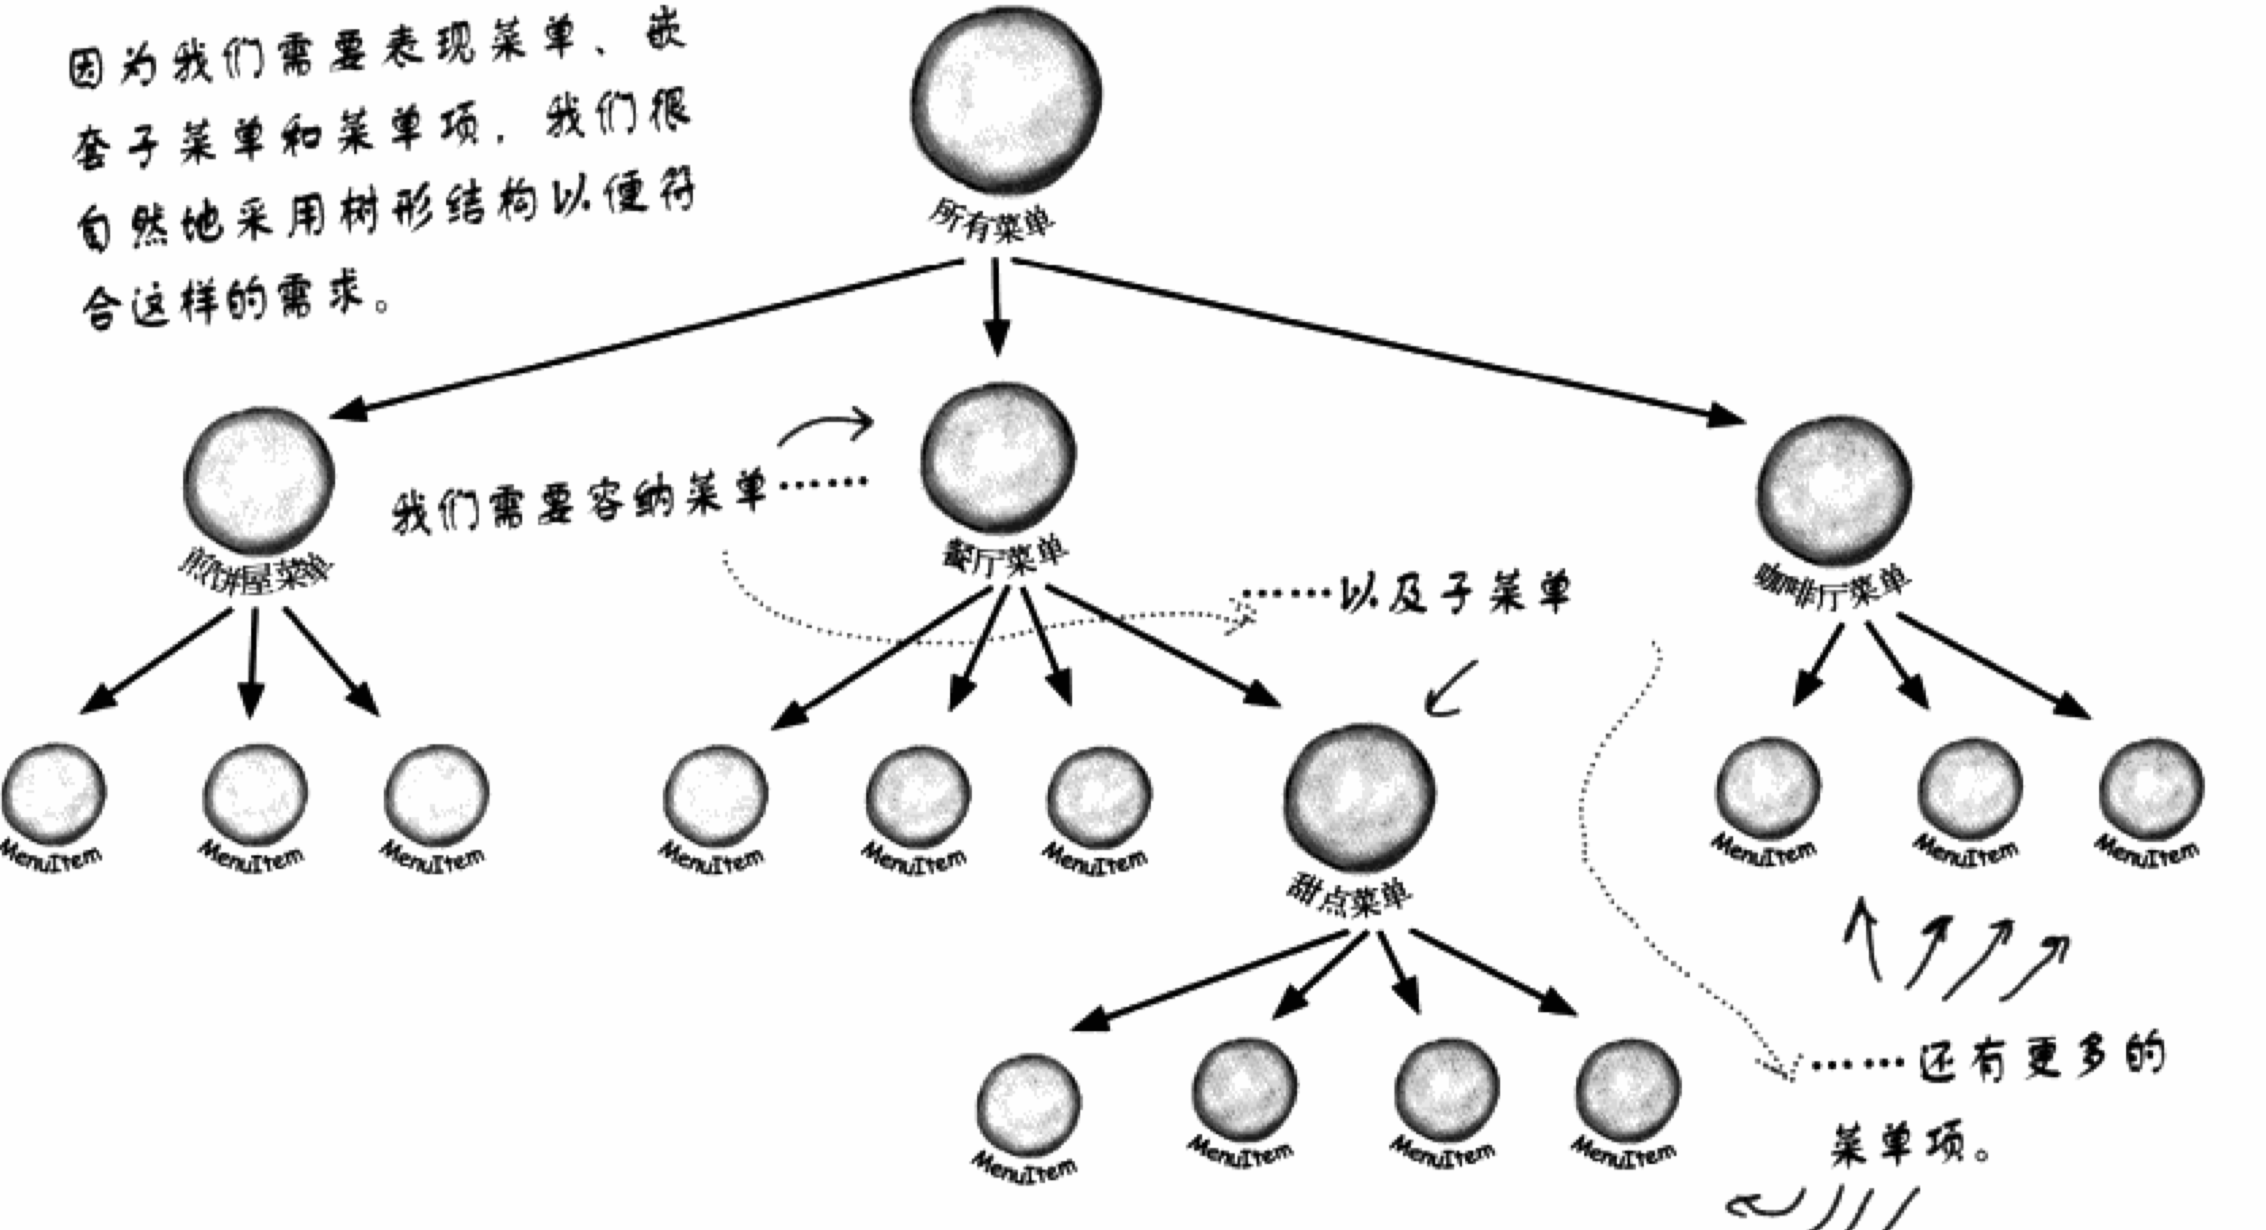 因为我们需要表现菜单、嵌
套子菜单和菜单项，我们很
自然地采用树形结构以便符
合这样的需求。
所有菜单
我们需要容纳菜单……
煎饼屋菜单
餐厅菜单
……以及子菜单
咖啡厅菜单
MenuItem
MenuItem
MenuItem
MenuItem
MenuItem
MenuItem
甜点菜单
MenuItem
MenuItem
MenuItem
……还有更多的
菜单项。
MenuItem
MenuItem
MenuItem
MenuItem